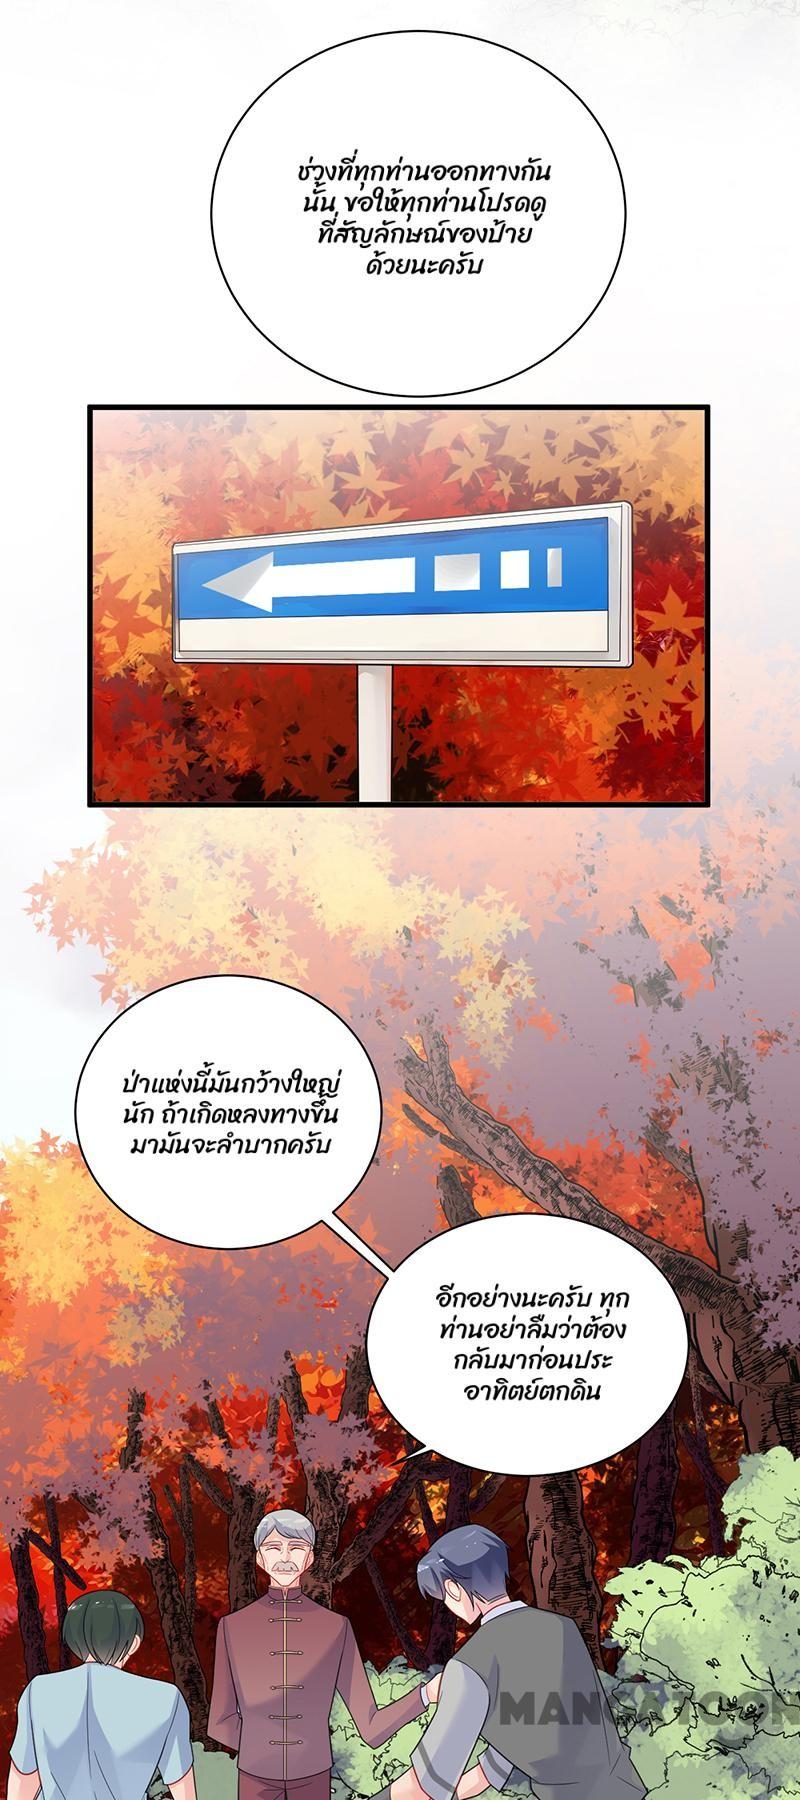 ช่วงที่ทุกท่านออกทางกัน
นั้น ขอให้ทุกท่านโปรดดู
ที่สัญลักษณ์ของป้าย
ด้วยนะครับ
ป่าแห่งนี้มันกว้างใหญ่
นัก ถ้าเกิดหลงทางขึ้น
มามันจะลำบากครับ
อีกอย่างนะครับ ทุก
ท่านอย่าลืมว่าต้อง
กลับมาก่อนประ
อาทิตย์ตกดิน
MANGATOON